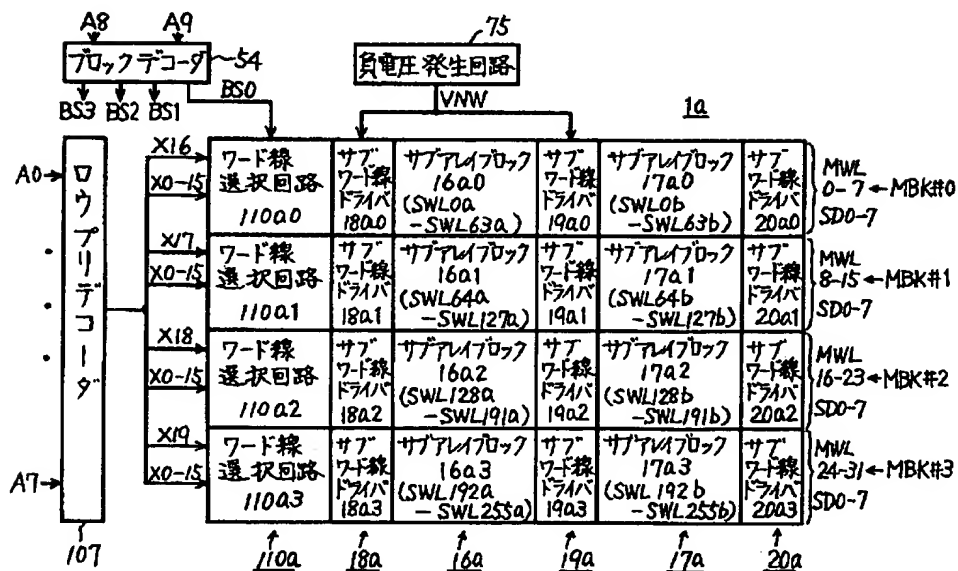 A8
A9
ブロックデコーダ
54
BS3
BS2
BS1
BS0
75
負電圧発生回路
VNW
1a
A0
A7
ロウプリデコーダ
107
X16
X0-15
ワード線
選択回路
110a0
サブ
ワード線
ドライバ
18a0
サブアレイブロック
16a0
(SWL0a
-SWL63a)
サブ
ワード線
ドライバ
19a0
サブアレイブロック
17a0
(SWL0b
-SWL63b)
サブ
ワード線
ドライバ
20a0
MWL
0-7
MBK#0
SD0-7
X17
X0-15
ワード線
選択回路
110a1
サブ
ワード線
ドライバ
18a1
サブアレイブロック
16a1
(SWL64a
-SWL127a)
サブ
ワード線
ドライバ
19a1
サブアレイブロック
17a1
(SWL64b
-SWL127b)
サブ
ワード線
ドライバ
20a1
MWL
8-15
MBK#1
SD0-7
X18
X0-15
ワード線
選択回路
110a2
サブ
ワード線
ドライバ
18a2
サブアレイブロック
16a2
(SWL128a
-SWL191a)
サブ
ワード線
ドライバ
19a2
サブアレイブロック
17a2
(SWL128b
-SWL191b)
サブ
ワード線
ドライバ
20a2
MWL
16-23
MBK#2
SD0-7
X19
X0-15
ワード線
選択回路
110a3
サブ
ワード線
ドライバ
18a3
サブアレイブロック
16a3
(SWL192a
-SWL255a)
サブ
ワード線
ドライバ
19a3
サブアレイブロック
17a3
(SWL192b
-SWL255b)
サブ
ワード線
ドライバ
20a3
MWL
24-31
MBK#3
SD0-7
110a
18a
16a
19a
17a
20a